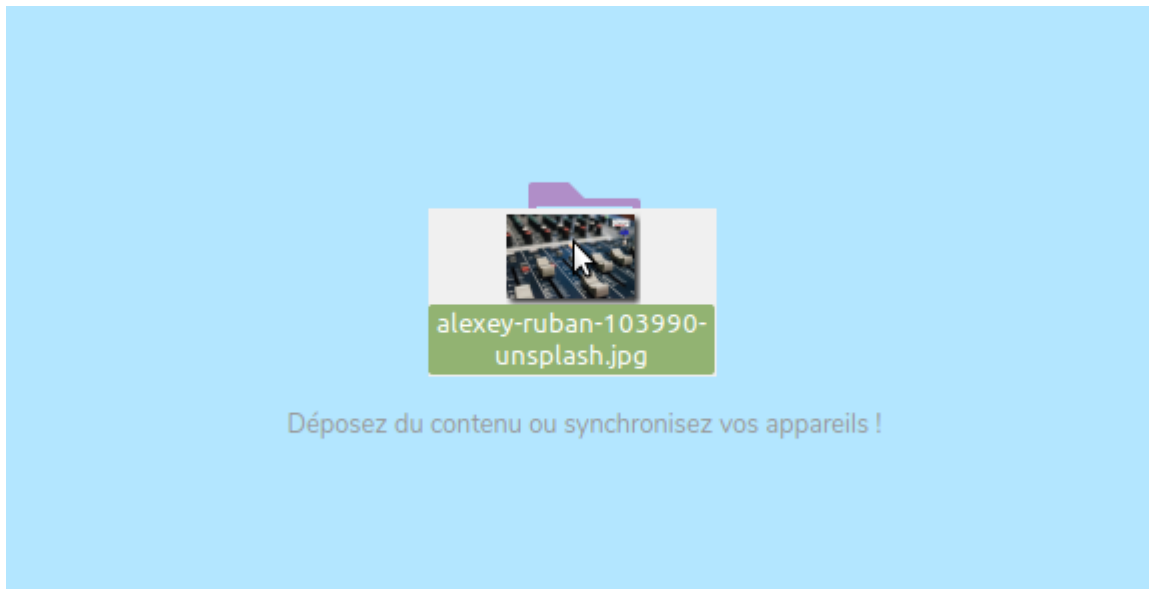 alexey-ruban-103990-
unsplash.jpg
Déposez du contenu ou synchronisez vos appareils !